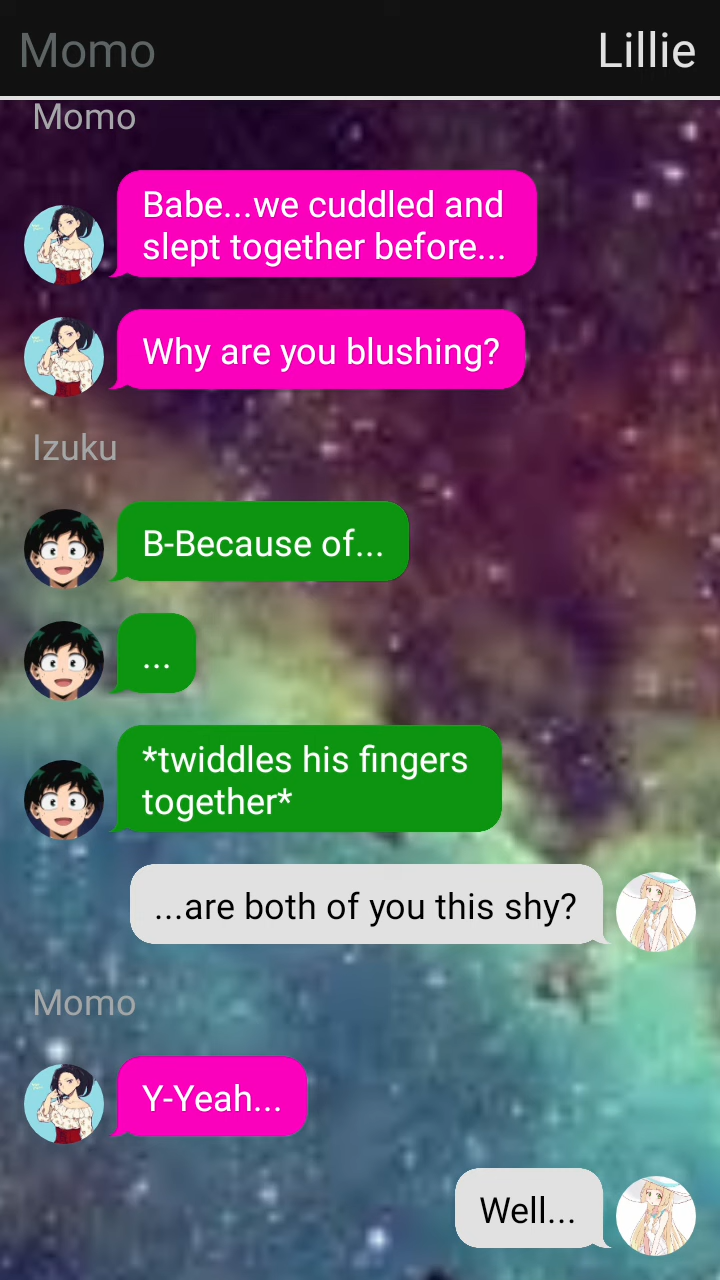 Momo
Lillie
Momo
Babe...we cuddled and
slept together before...
Why are you blushing?
Izuku
B-Because of...
...
*twiddles his fingers
together*
...are both of you this shy?
Momo
Y-Yeah...
Well...